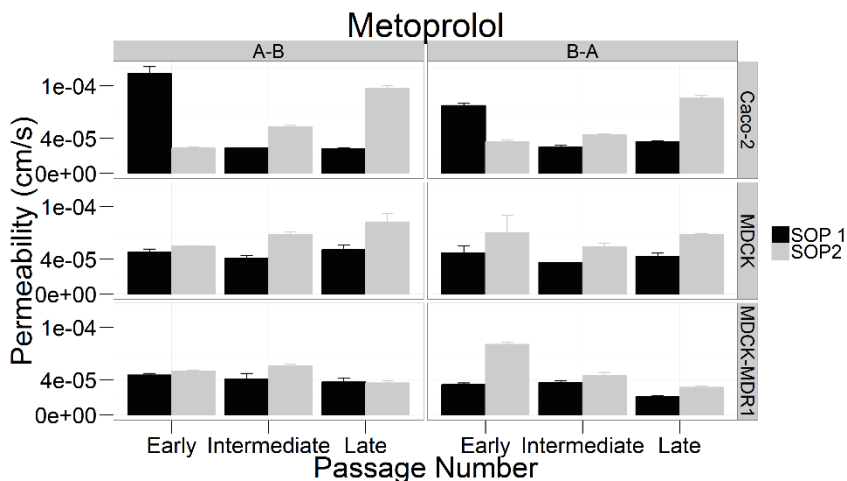 Metoprolol
A-B
B-A
1e-04
4e-05
0e+00
Caco-2
1e-04
4e-05
0e+00
MDCK
1e-04
4e-05
0e+00
MDCK-MDR1
Permeability (cm/s)
SOP 1
SOP2
Early Intermediate Late
Early Intermediate Late
Passage Number